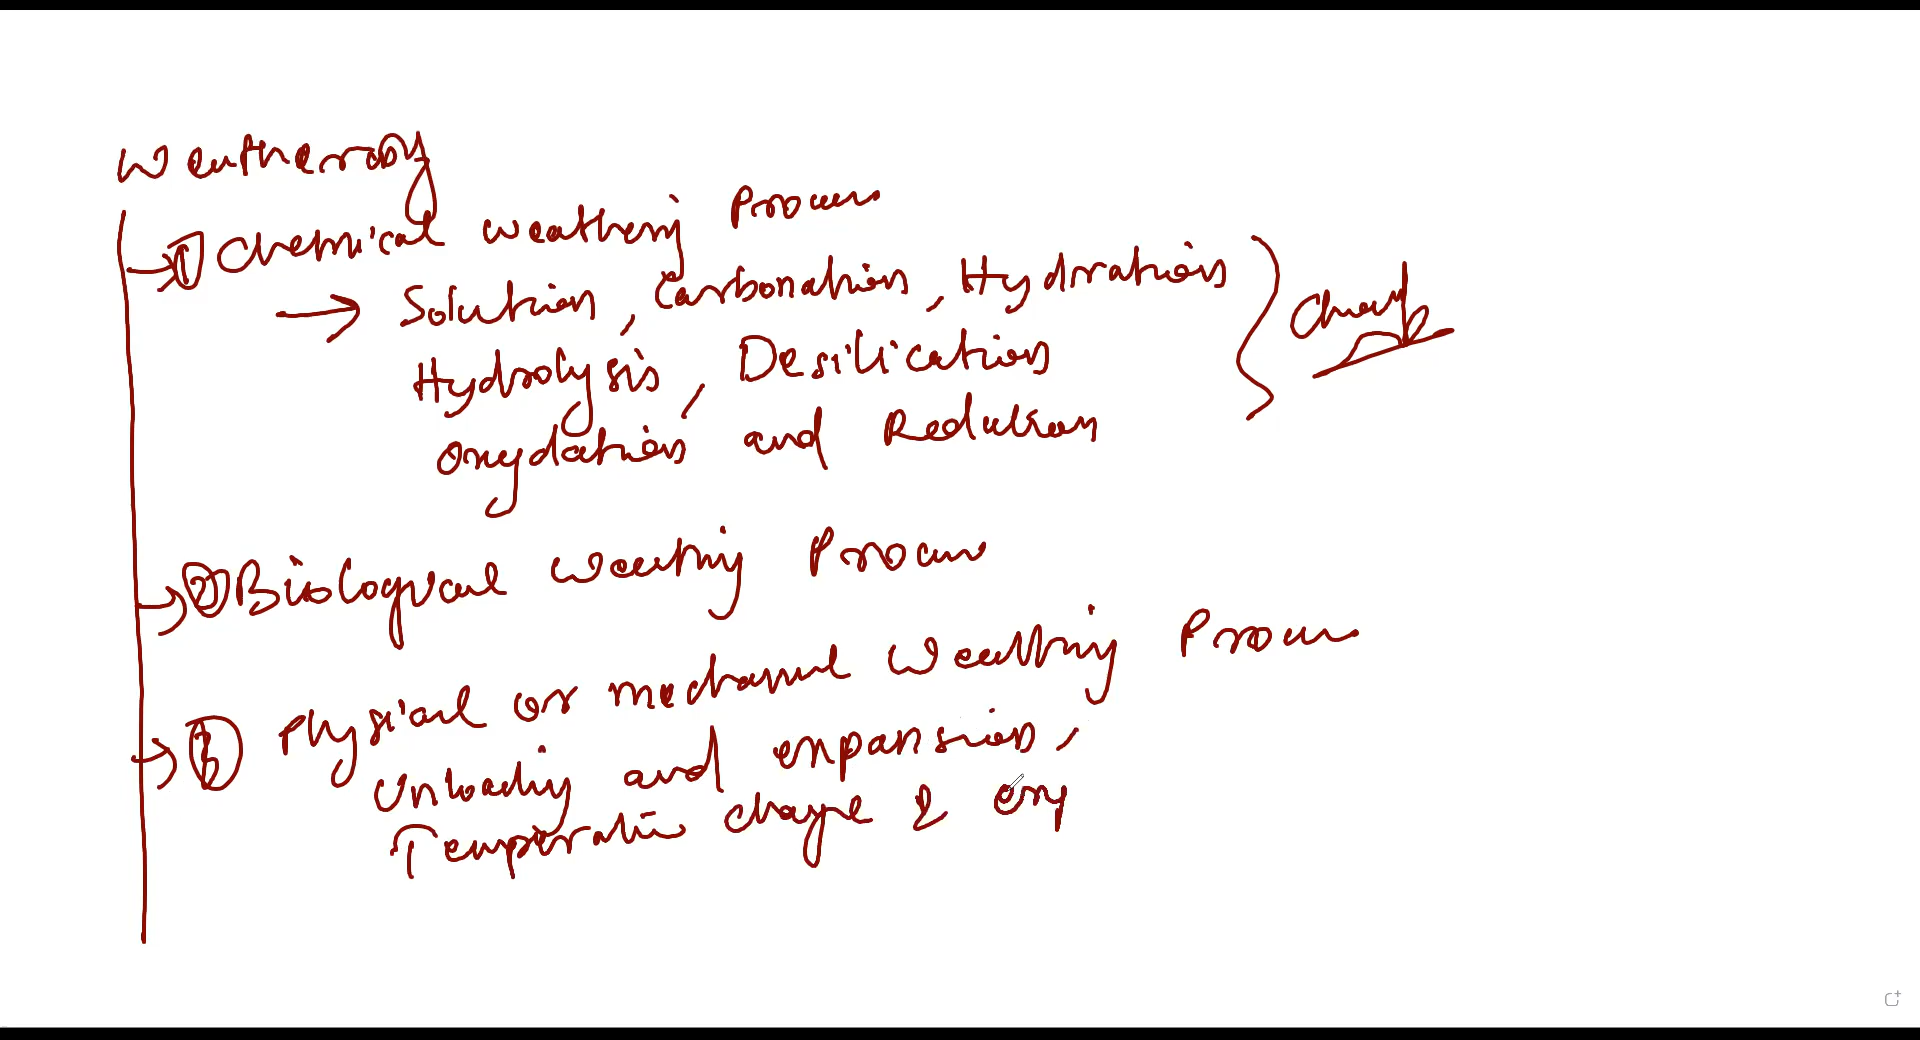 Weathering
① Chemical weathering Process
→ Solution, Carbonation, Hydration
Hydrolysis, Desilication
Oxydation and Reduction
② Biological Weathing Process
③ Physical or mechanical Weathing Process
Unloading and expansion,
Temperature change & exp